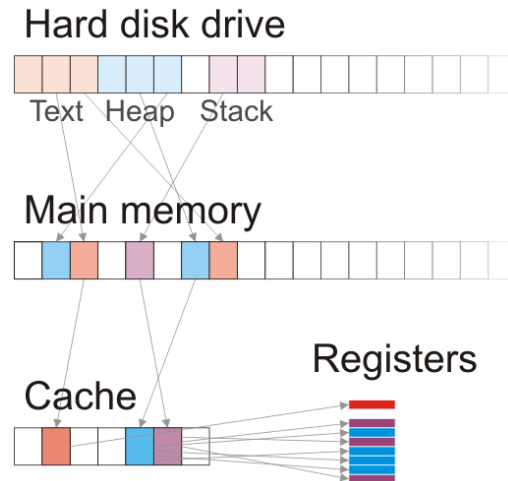 Hard disk drive
Text Heap Stack
Main memory
Registers
Cache